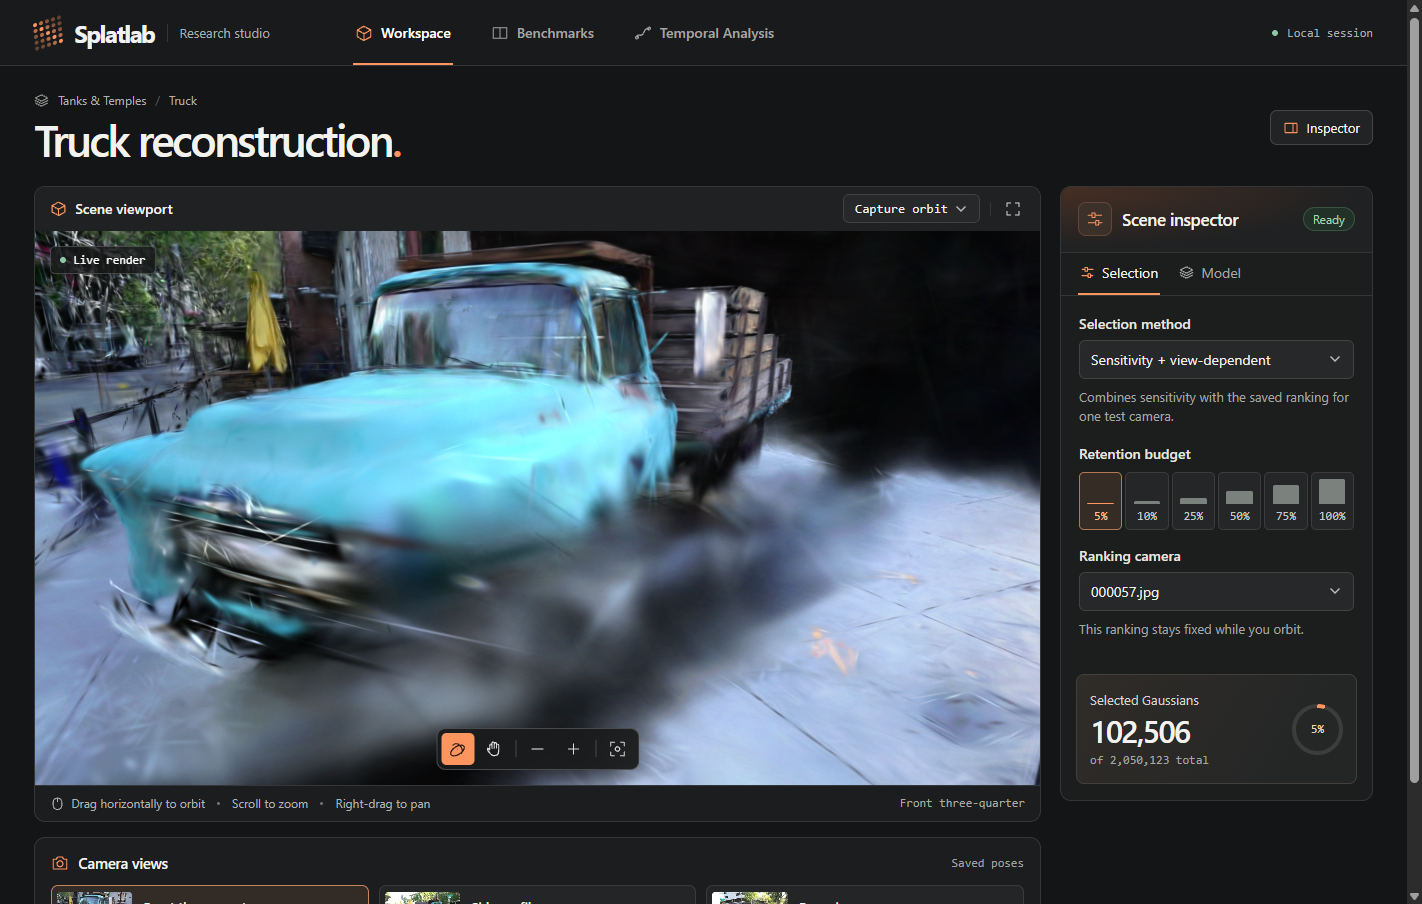 Splatlab
Research studio
Workspace
Benchmarks
Temporal Analysis
Local session
Tanks & Temples / Truck
Truck reconstruction.
Inspector
Scene viewport
Capture orbit
Live render
Drag horizontally to orbit • Scroll to zoom • Right-drag to pan
Front three-quarter
Camera views
Saved poses
Scene inspector
Ready
Selection
Model
Selection method
Sensitivity + view-dependent
Combines sensitivity with the saved ranking for
one test camera.
Retention budget
5% 10% 25% 50% 75% 100%
Ranking camera
000057.jpg
This ranking stays fixed while you orbit.
Selected Gaussians
102,506
of 2,050,123 total
5%